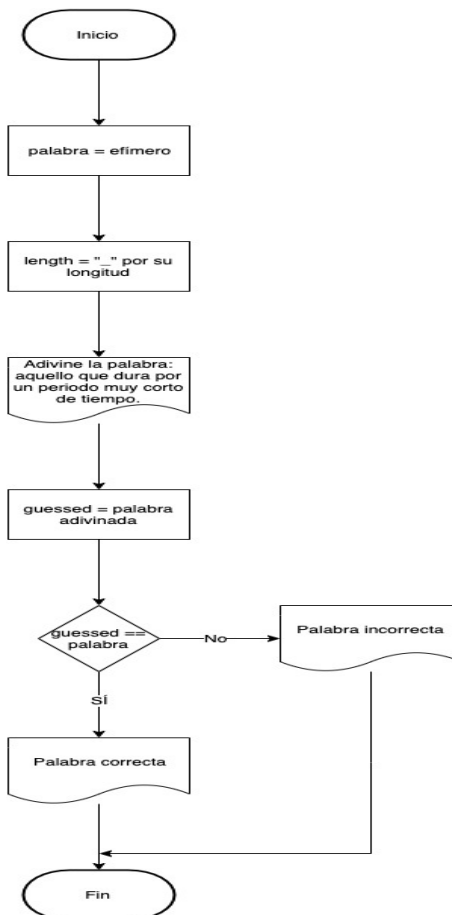 Inicio
palabra = efímero
length = "_" por su
longitud
Adivine la palabra:
aquello que dura por
un periodo muy corto
de tiempo.
guessed = palabra
adivinada
guessed ==
palabra
No
Palabra incorrecta
SÍ
Palabra correcta
Fin